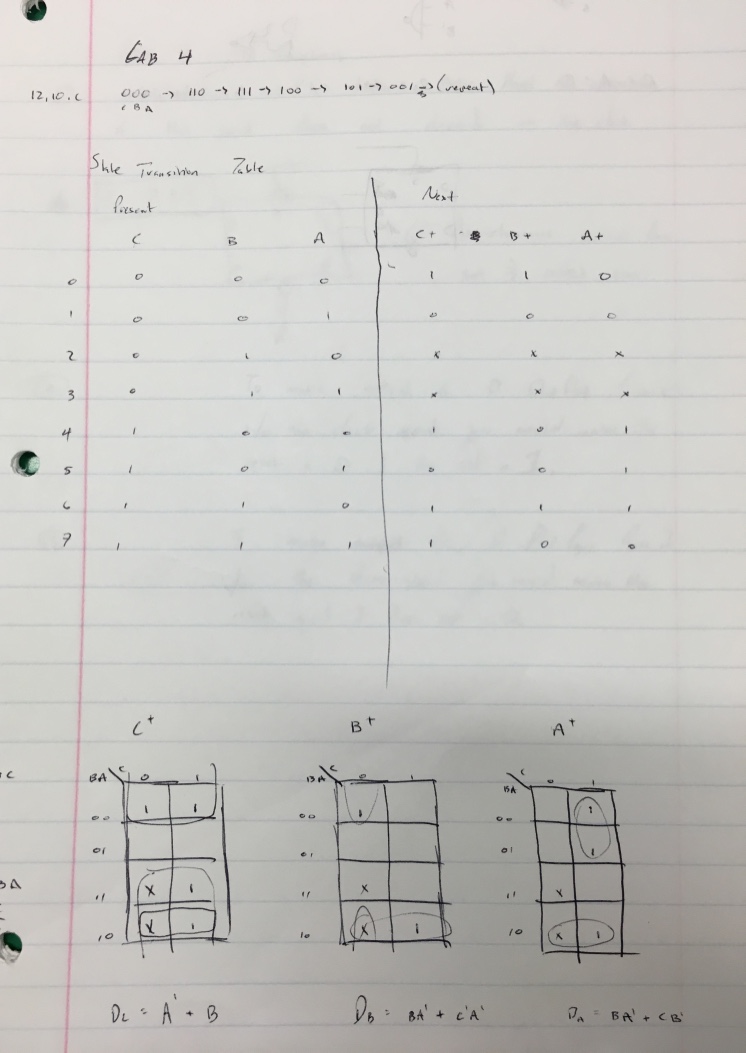 LAB 4
12.10.c 000 → 110 → 111 → 100 → 101 → 001 → (repeat)
C B A
State Transition Table
Present Next
C B A C+ B+ A+
0 0 0 0 1 1 0
1 0 0 1 0 0 0
2 0 1 0 x x x
3 0 1 1 x x x
4 1 0 0 1 0 1
5 1 0 1 0 0 1
6 1 1 0 1 1 1
7 1 1 1 1 0 0
C+ B+ A+
BA C 0 1 BA C 0 1 BA C 0 1
00 1 1 00 1 00 1
01 01 01 1
11 X 1 11 X 11 X
10 X 1 10 X 1 10 X 1
DC = A' + B DB = BA' + C'A' DA = BA' + CB'